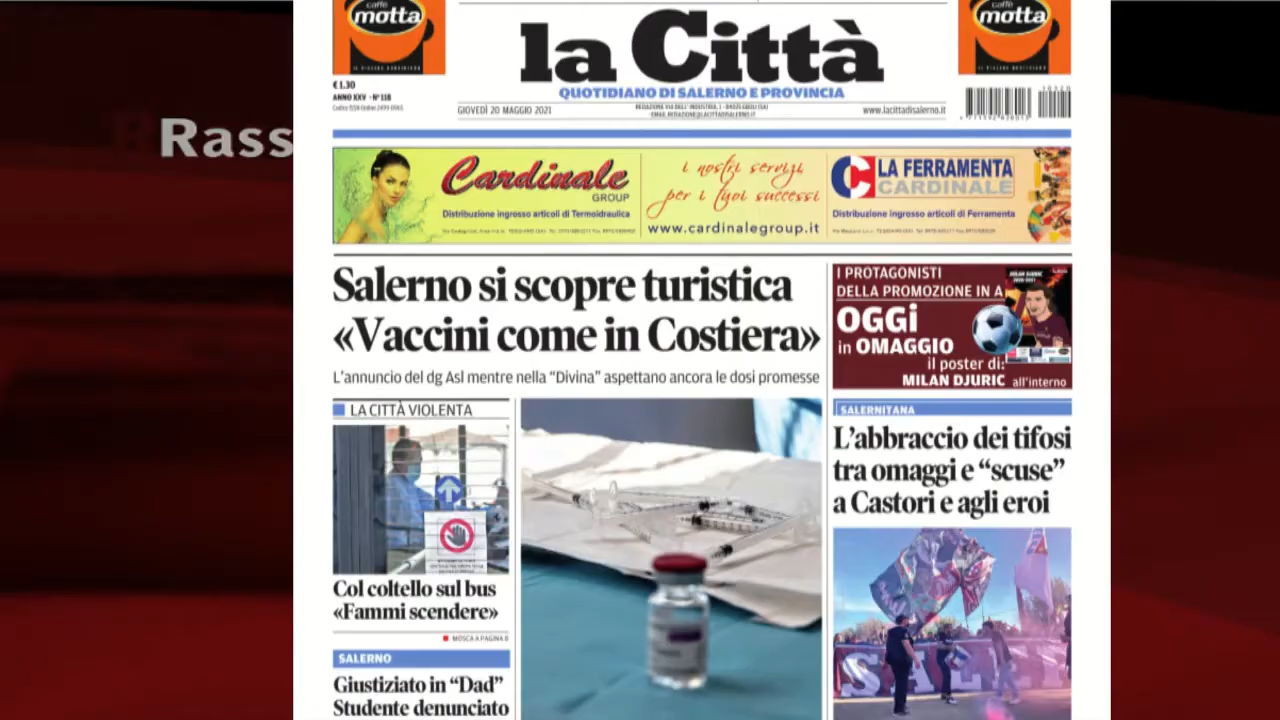 Rass
caffè
motta
caffè
motta
la Città
QUOTIDIANO DI SALERNO E PROVINCIA
€ 1,30
ANNO XXV - N° 118
GIOVEDÌ 20 MAGGIO 2021
www.lacittadisalerno.it
Cardinale
GROUP
Distribuzione ingrosso articoli di Termoidraulica
i nostri servizi
per i tuoi successi
www.cardinalegroup.it
LA FERRAMENTA
CARDINALE
Distribuzione ingrosso articoli di Ferramenta
Salerno si scopre turistica
«Vaccini come in Costiera»
L'annuncio del dg Asl mentre nella “Divina” aspettano ancora le dosi promesse
I PROTAGONISTI
DELLA PROMOZIONE IN A
OGGi
in OMAGGIO
il poster di:
MILAN DJURIC all'interno
LA CITTÀ VIOLENTA
Col coltello sul bus
«Fammi scendere»
MOSCA A PAGINA 8
SALERNO
Giustiziato in “Dad”
Studente denunciato
SALERNITANA
L'abbraccio dei tifosi
tra omaggi e “scuse”
a Castori e agli eroi